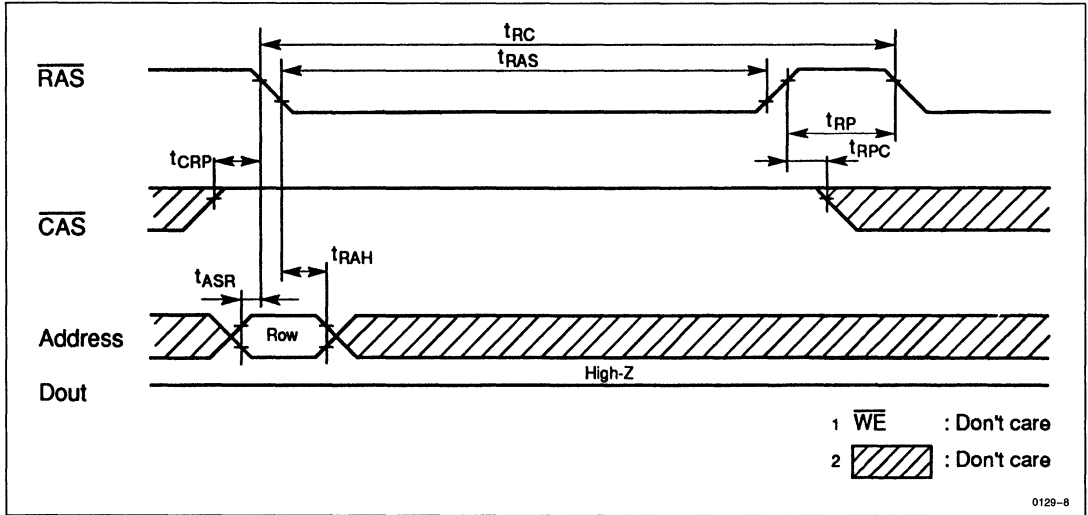 tRC
tRAS
RAS
tRP
tCRP
tRPC
CAS
tRAH
tASR
Address
Row
High-Z
Dout
1 WE : Don't care
2 : Don't care
0129-8